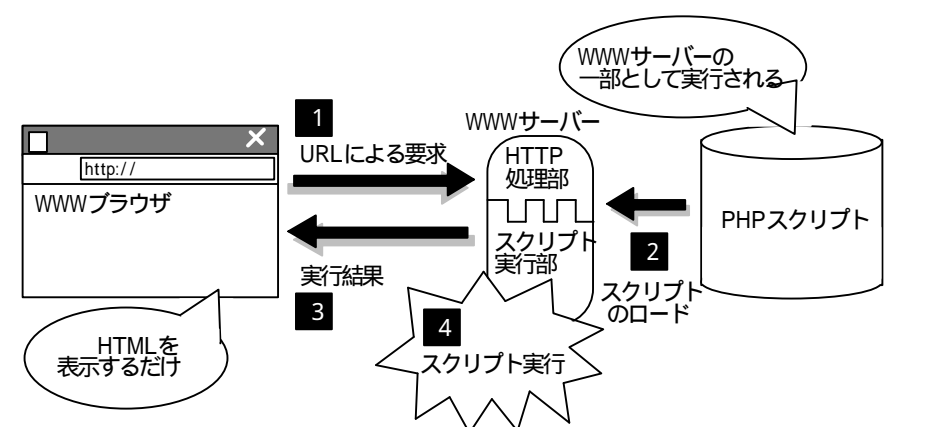 WWWサーバーの
一部として実行される
1
URLによる要求
WWWサーバー
HTTP
処理部
http://
WWWブラウザ
PHPスクリプト
スクリプト
実行部
2
スクリプト
のロード
実行結果
3
4
スクリプト実行
HTMLを
表示するだけ